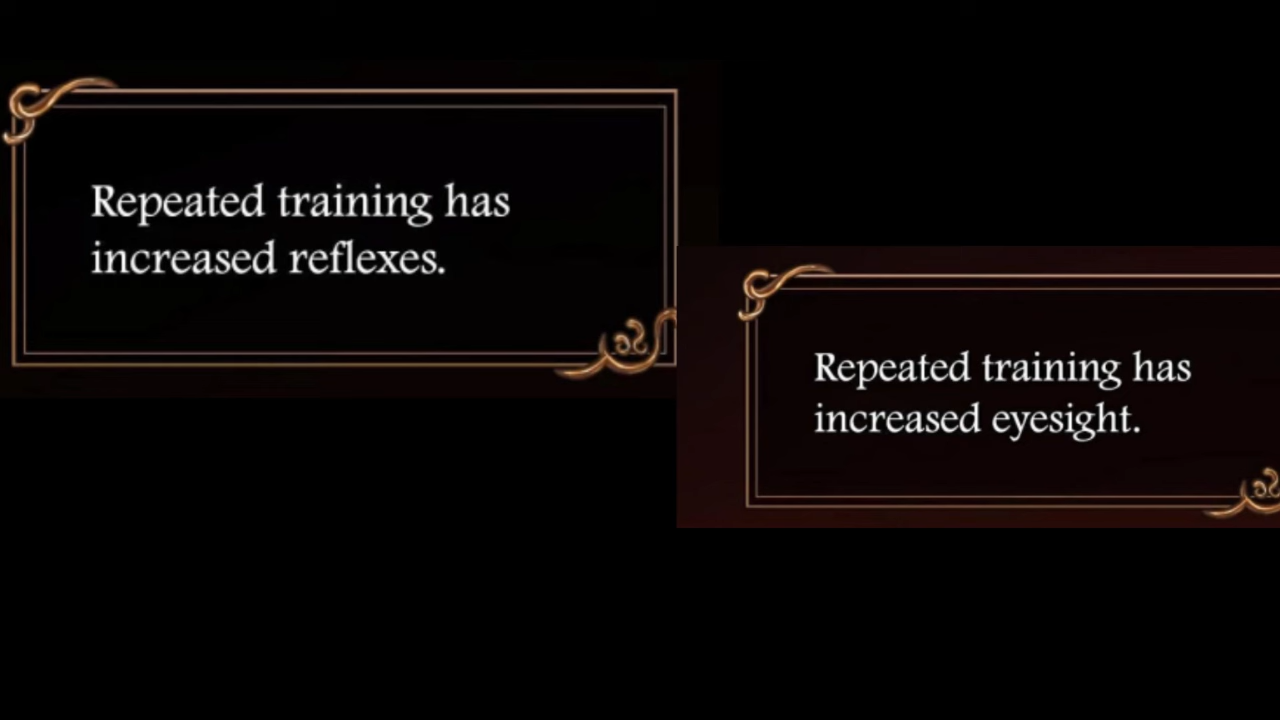 Repeated training has
increased reflexes.
Repeated training has
increased eyesight.